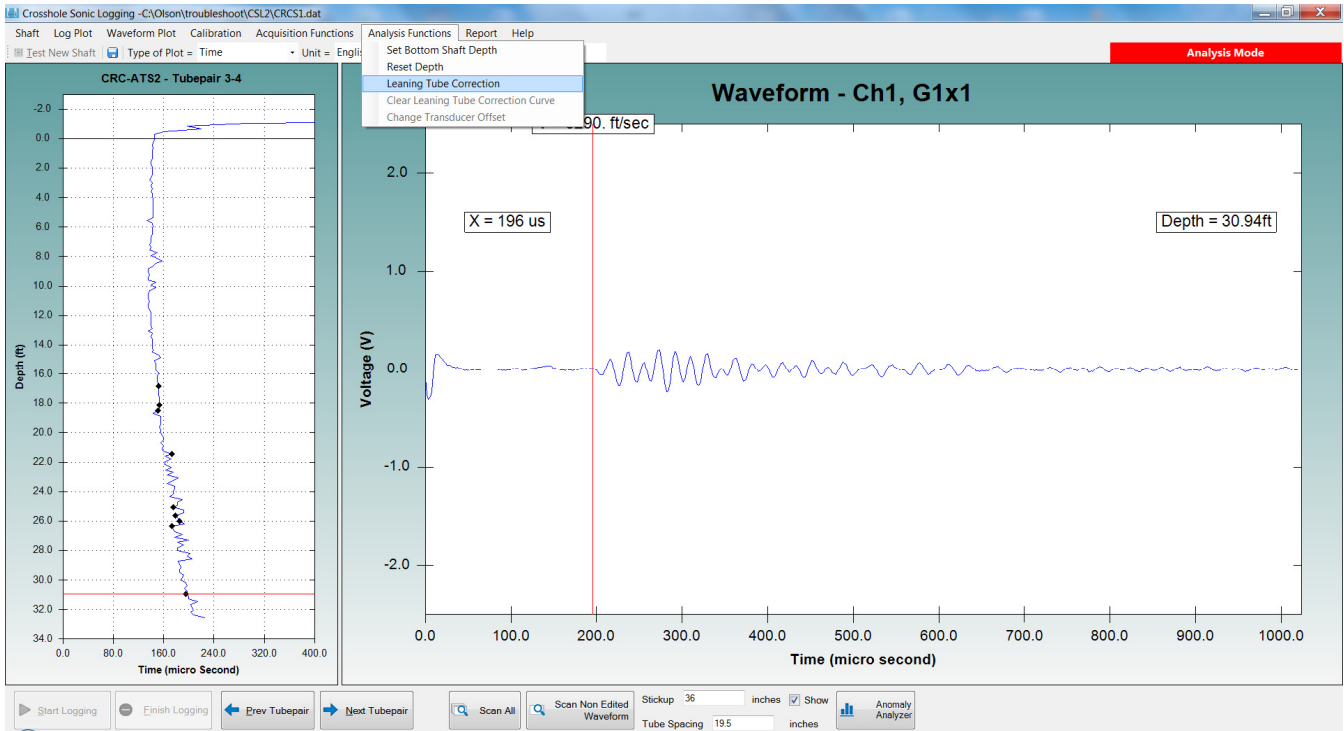 Crosshole Sonic Logging -C:\Olson\troubleshoot\CSL2\CRCS1.dat
Shaft Log Plot Waveform Plot Calibration Acquisition Functions Analysis Functions Report Help
Test New Shaft Type of Plot = Time Unit = Englis
Analysis Mode
Set Bottom Shaft Depth
Reset Depth
Leaning Tube Correction
Clear Leaning Tube Correction Curve
Change Transducer Offset
CRC-ATS2 - Tubepair 3-4
-2.0
0.0
2.0
4.0
6.0
8.0
10.0
12.0
14.0
16.0
18.0
20.0
22.0
24.0
26.0
28.0
30.0
32.0
34.0
Depth (ft)
0.0 80.0 160.0 240.0 320.0 400.0
Time (micro Second)
Waveform - Ch1, G1x1
ft/sec
X = 196 us
Depth = 30.94ft
2.0
1.0
0.0
-1.0
-2.0
Voltage (V)
0.0 100.0 200.0 300.0 400.0 500.0 600.0 700.0 800.0 900.0 1000.0
Time (micro second)
Start Logging
Finish Logging
Prev Tubepair
Next Tubepair
Scan All
Scan Non Edited
Waveform
Stickup 36 inches Show
Tube Spacing 19.5 inches
Anomaly
Analyzer